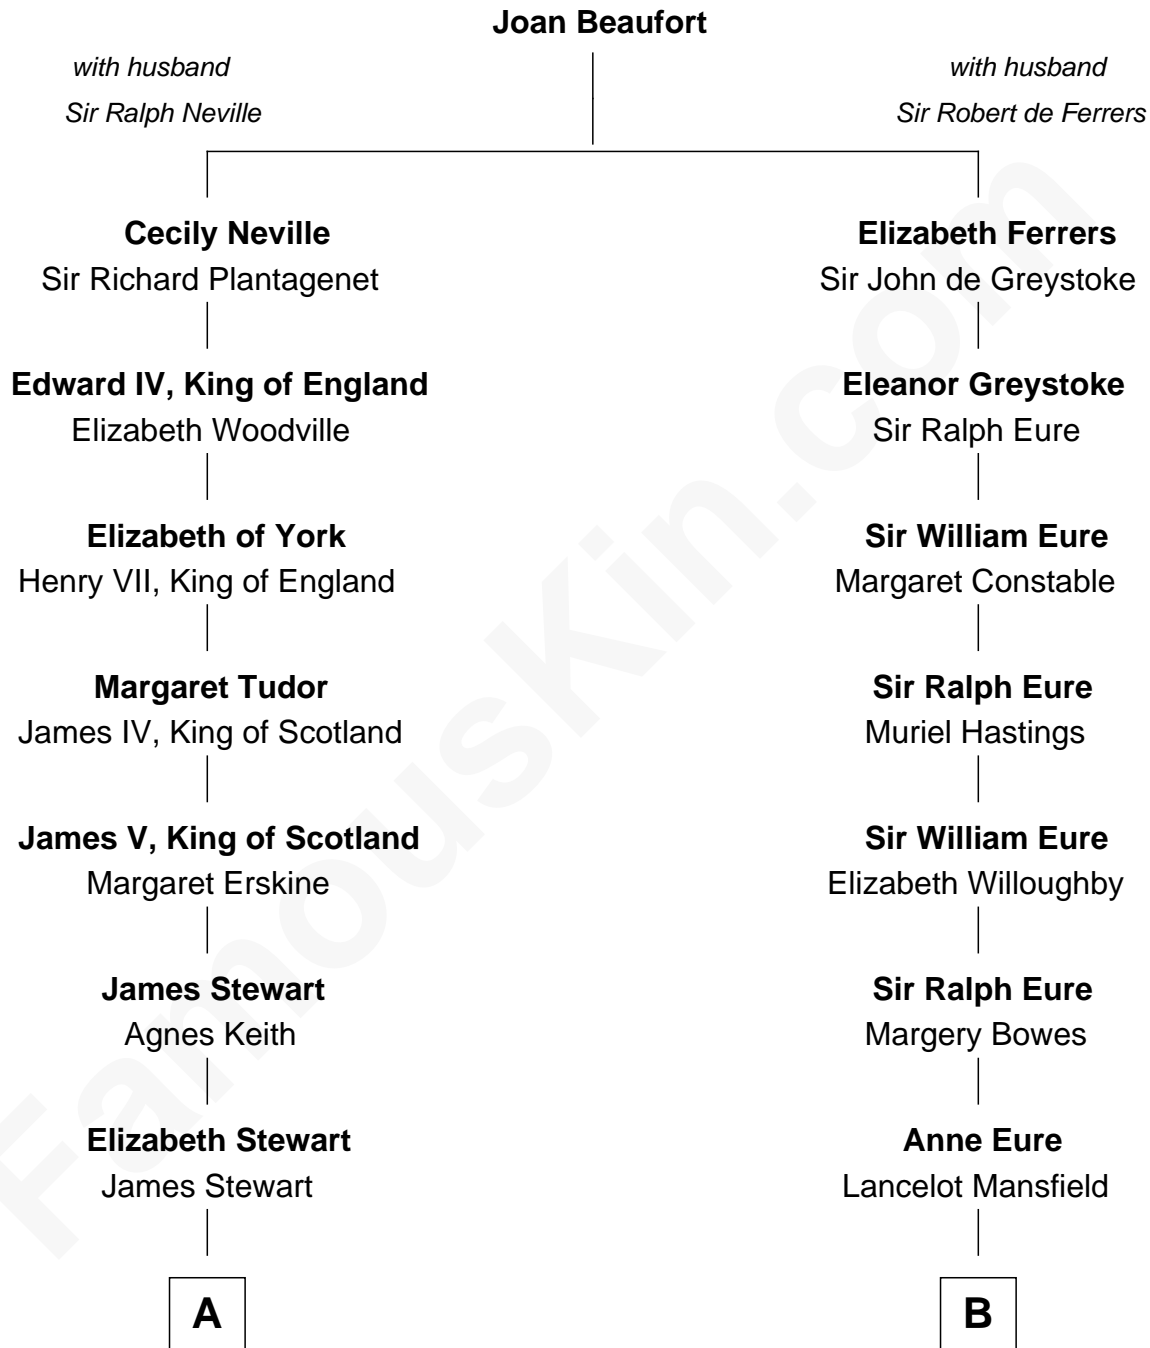 Joan Beaufort
with husband
Sir Ralph Neville
with husband
Sir Robert de Ferrers
Cecily Neville
Sir Richard Plantagenet
Edward IV, King of England
Elizabeth Woodville
Elizabeth of York
Henry VII, King of England
Margaret Tudor
James IV, King of Scotland
James V, King of Scotland
Margaret Erskine
James Stewart
Agnes Keith
Elizabeth Stewart
James Stewart
A
Elizabeth Ferrers
Sir John de Greystoke
Eleanor Greystoke
Sir Ralph Eure
Sir William Eure
Margaret Constable
Sir Ralph Eure
Muriel Hastings
Sir William Eure
Elizabeth Willoughby
Sir Ralph Eure
Margery Bowes
Anne Eure
Lancelot Mansfield
B
FamousKin.com